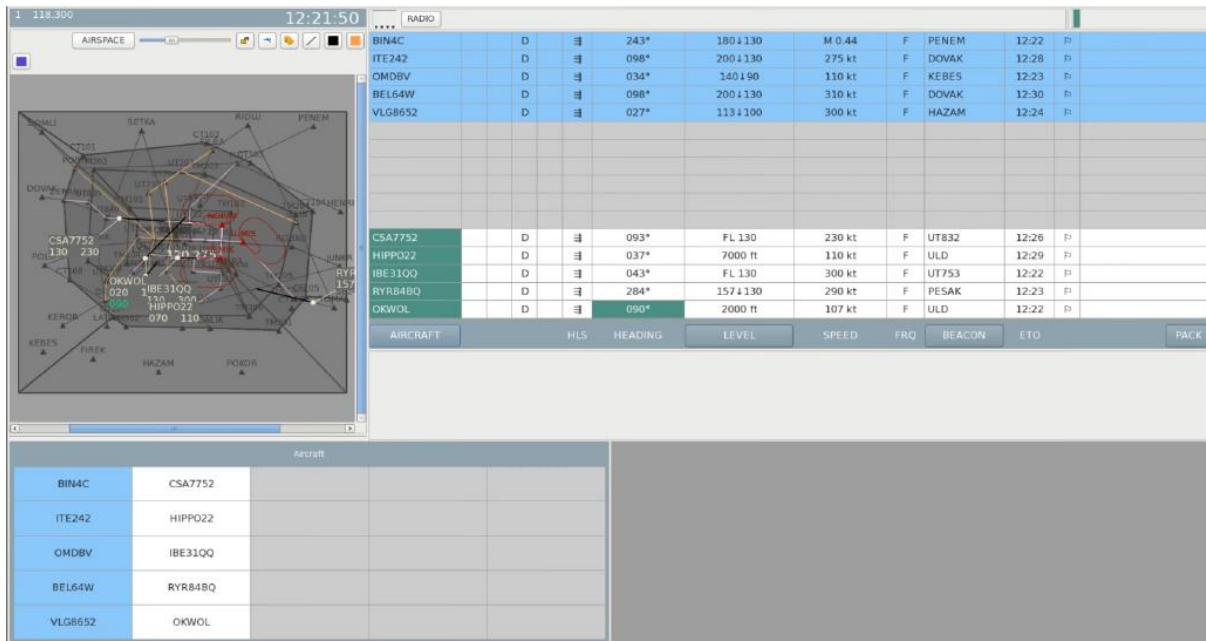 1 118.300 12:21:50
RADIO
AIRSPACE
BIN4C D 243° 180↓130 M 0.44 F PENEM 12:22
ITE242 D 098° 200↓130 275 kt F DOVAK 12:28
OMDBV D 034° 140↓90 110 kt F KEBES 12:23
BEL64W D 098° 200↓130 310 kt F DOVAK 12:30
VLG8652 D 027° 113↓100 300 kt F HAZAM 12:24
CSA7752 D 093° FL 130 230 kt F UT832 12:26
HIPPO22 D 037° 7000 ft 110 kt F ULD 12:29
IBE31QQ D 043° FL 130 300 kt F UT753 12:22
RYR84BQ D 284° 157↓130 290 kt F PESAK 12:23
OKWOL D 090° 2000 ft 107 kt F ULD 12:22
AIRCRAFT HLS HEADING LEVEL SPEED FRQ BEACON ETO PACK
SETKA
PENEM
CT102
CT101
DOVAK
CSA7752
130 230
RYR
157
OKWOL
020 1
090
IBE31QQ
130 300
HIPPO22
070 110
KEROB
KEBES
FIREK
HAZAM
POKOR
Aircraft
BIN4C CSA7752
ITE242 HIPPO22
OMDBV IBE31QQ
BEL64W RYR84BQ
VLG8652 OKWOL